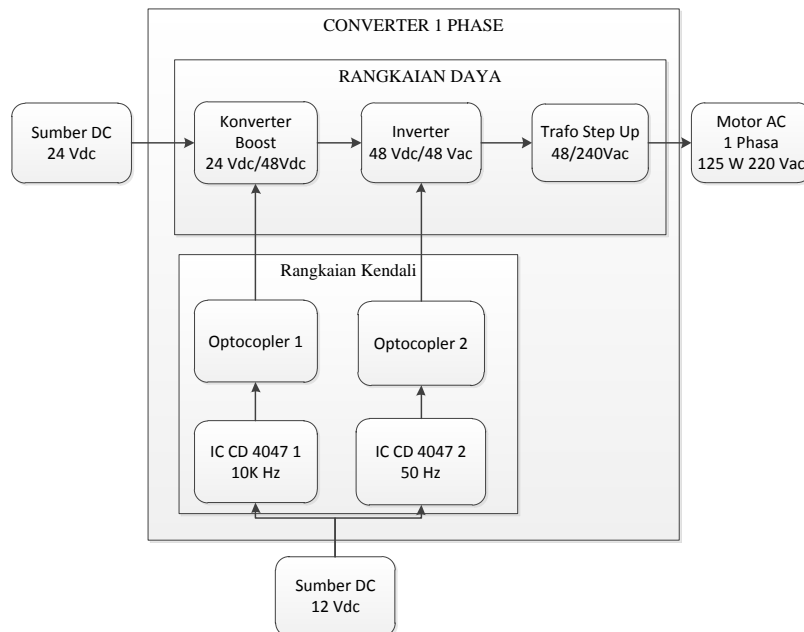 CONVERTER 1 PHASE
RANGKAIAN DAYA
Sumber DC
24 Vdc
Konverter
Boost
24 Vdc/48Vdc
Inverter
48 Vdc/48 Vac
Trafo Step Up
48/240Vac
Motor AC
1 Phasa
125 W 220 Vac
Rangkaian Kendali
Optocopler 1
Optocopler 2
IC CD 4047 1
10K Hz
IC CD 4047 2
50 Hz
Sumber DC
12 Vdc